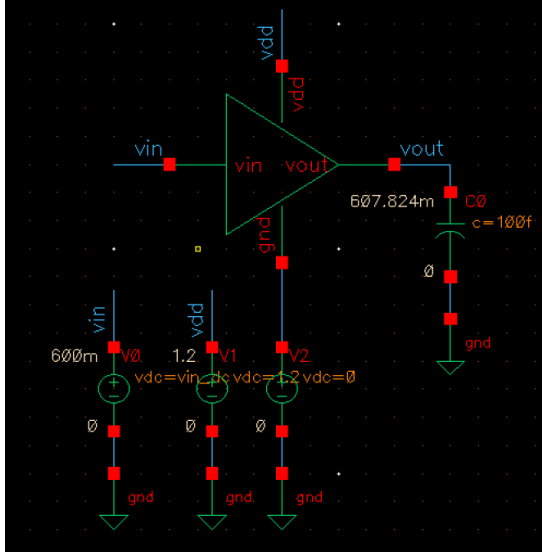 vdd
vdd
vin
vin
vout
vout
607.824m
C0
c=100f
gnd
0
gnd
vin
vdd
600m
V0
1.2
V1
V2
vdc=vin_dc
vdc=1.2
vdc=0
0
0
0
gnd
gnd
gnd